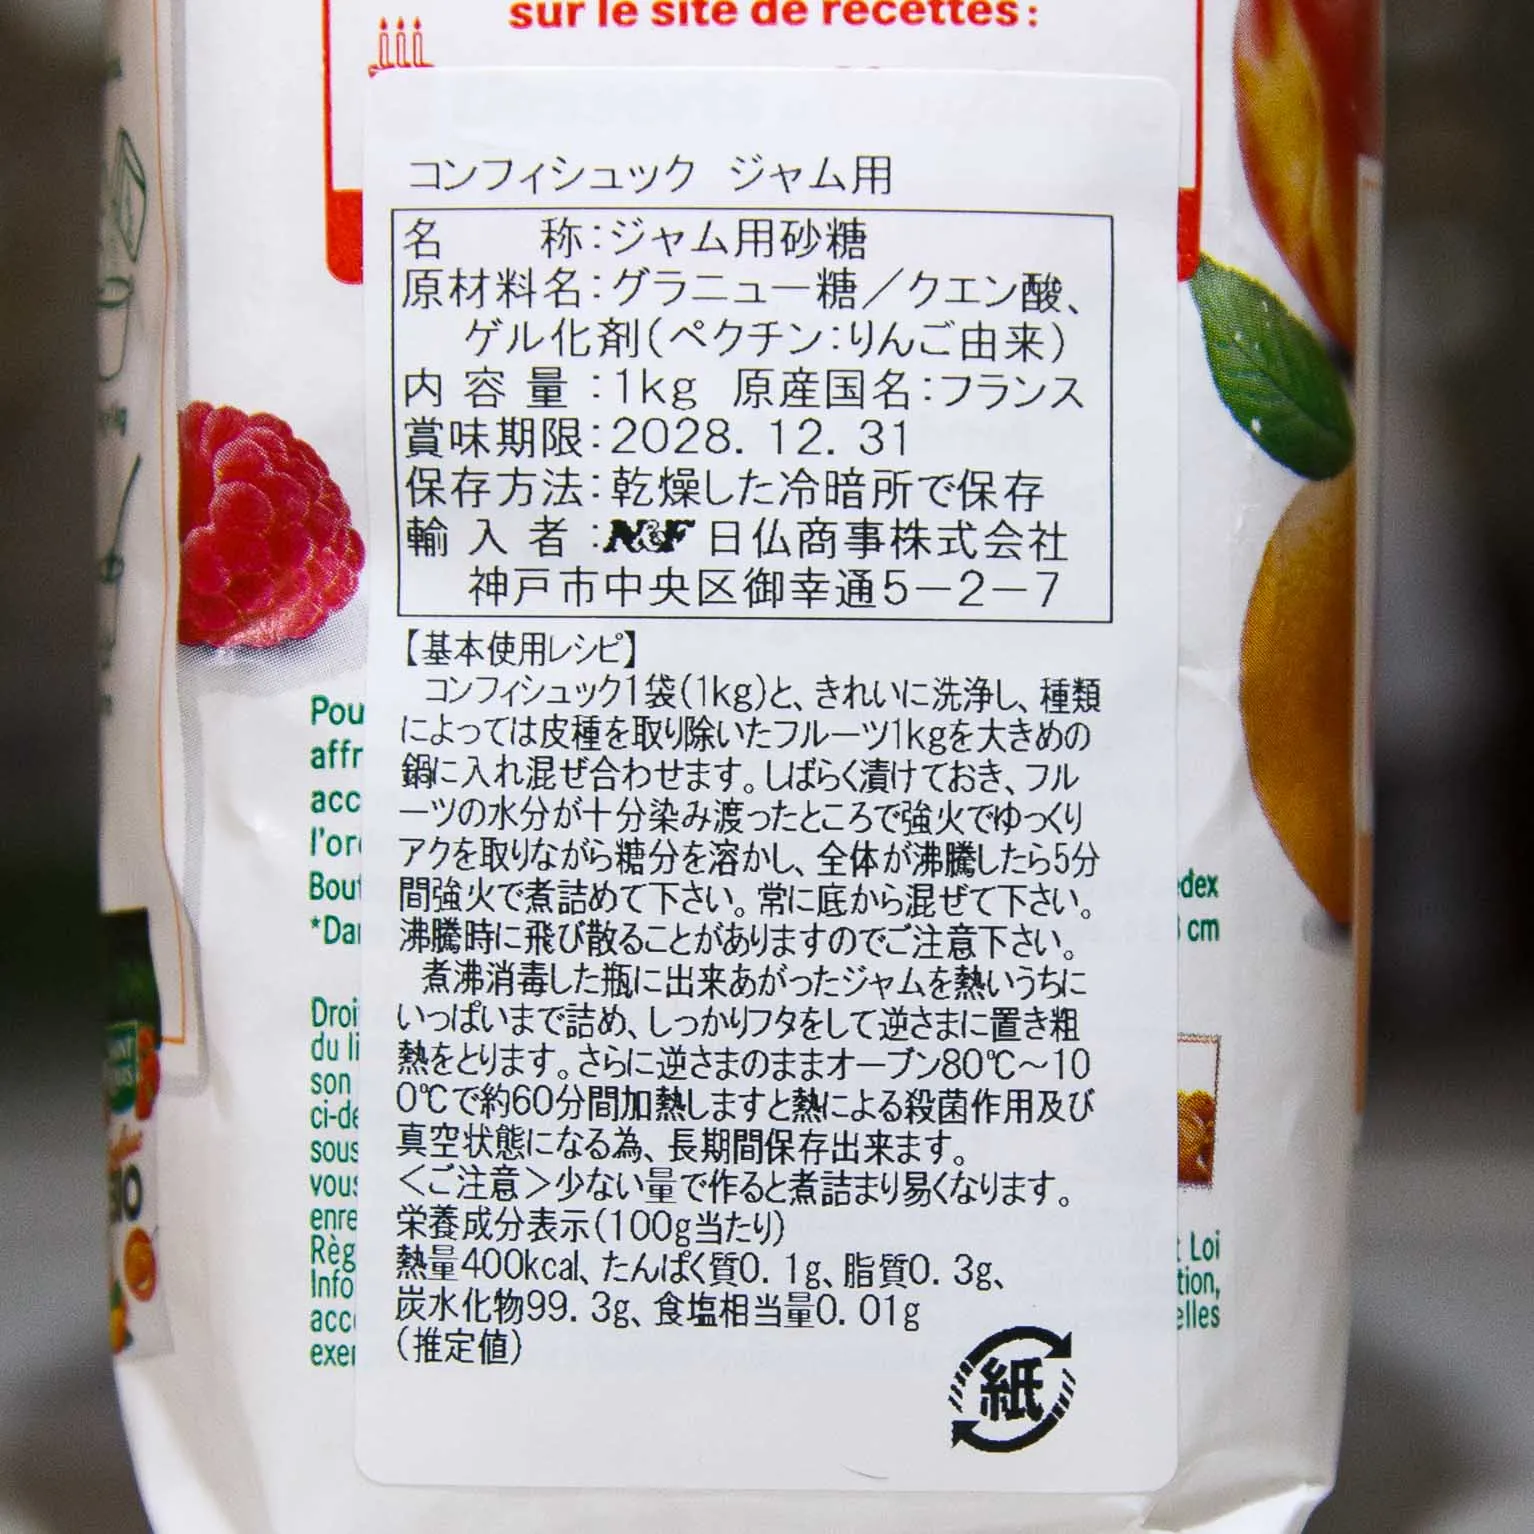 sur le site de recettes :
コンフィシュック ジャム用
名 称：ジャム用砂糖
原材料名：グラニュー糖／クエン酸、
ゲル化剤（ペクチン：りんご由来）
内容量：1kg 原産国名：フランス
賞味期限：2028. 12. 31
保存方法：乾燥した冷暗所で保存
輸入者：N&F 日仏商事株式会社
神戸市中央区御幸通5－2－7
【基本使用レシピ】
コンフィシュック1袋(1kg)と、きれいに洗浄し、種類
によっては皮種を取り除いたフルーツ1kgを大きめの
鍋に入れ混ぜ合わせます。しばらく漬けておき、フル
ーツの水分が十分染み渡ったところで強火でゆっくり
アクを取りながら糖分を溶かし、全体が沸騰したら5分
間強火で煮詰めて下さい。常に底から混ぜて下さい。
沸騰時に飛び散ることがありますのでご注意下さい。
煮沸消毒した瓶に出来あがったジャムを熱いうちに
いっぱいまで詰め、しっかりフタをして逆さまに置き粗
熱をとります。さらに逆さまのままオーブン80℃～10
0℃で約60分間加熱しますと熱による殺菌作用及び
真空状態になる為、長期間保存出来ます。
＜ご注意＞少ない量で作ると煮詰まり易くなります。
栄養成分表示(100g当たり)
熱量400kcal、たんぱく質0. 1g、脂質0. 3g、
炭水化物99. 3g、食塩相当量0. 01g
(推定値)
紙
Pou
affr
acc
l'or
Bout
edex
*Dan
cm
Droi
du li
son
ci-de
sous
vous
enre
Règ
Loi
Info
tion,
acc
elles
exer